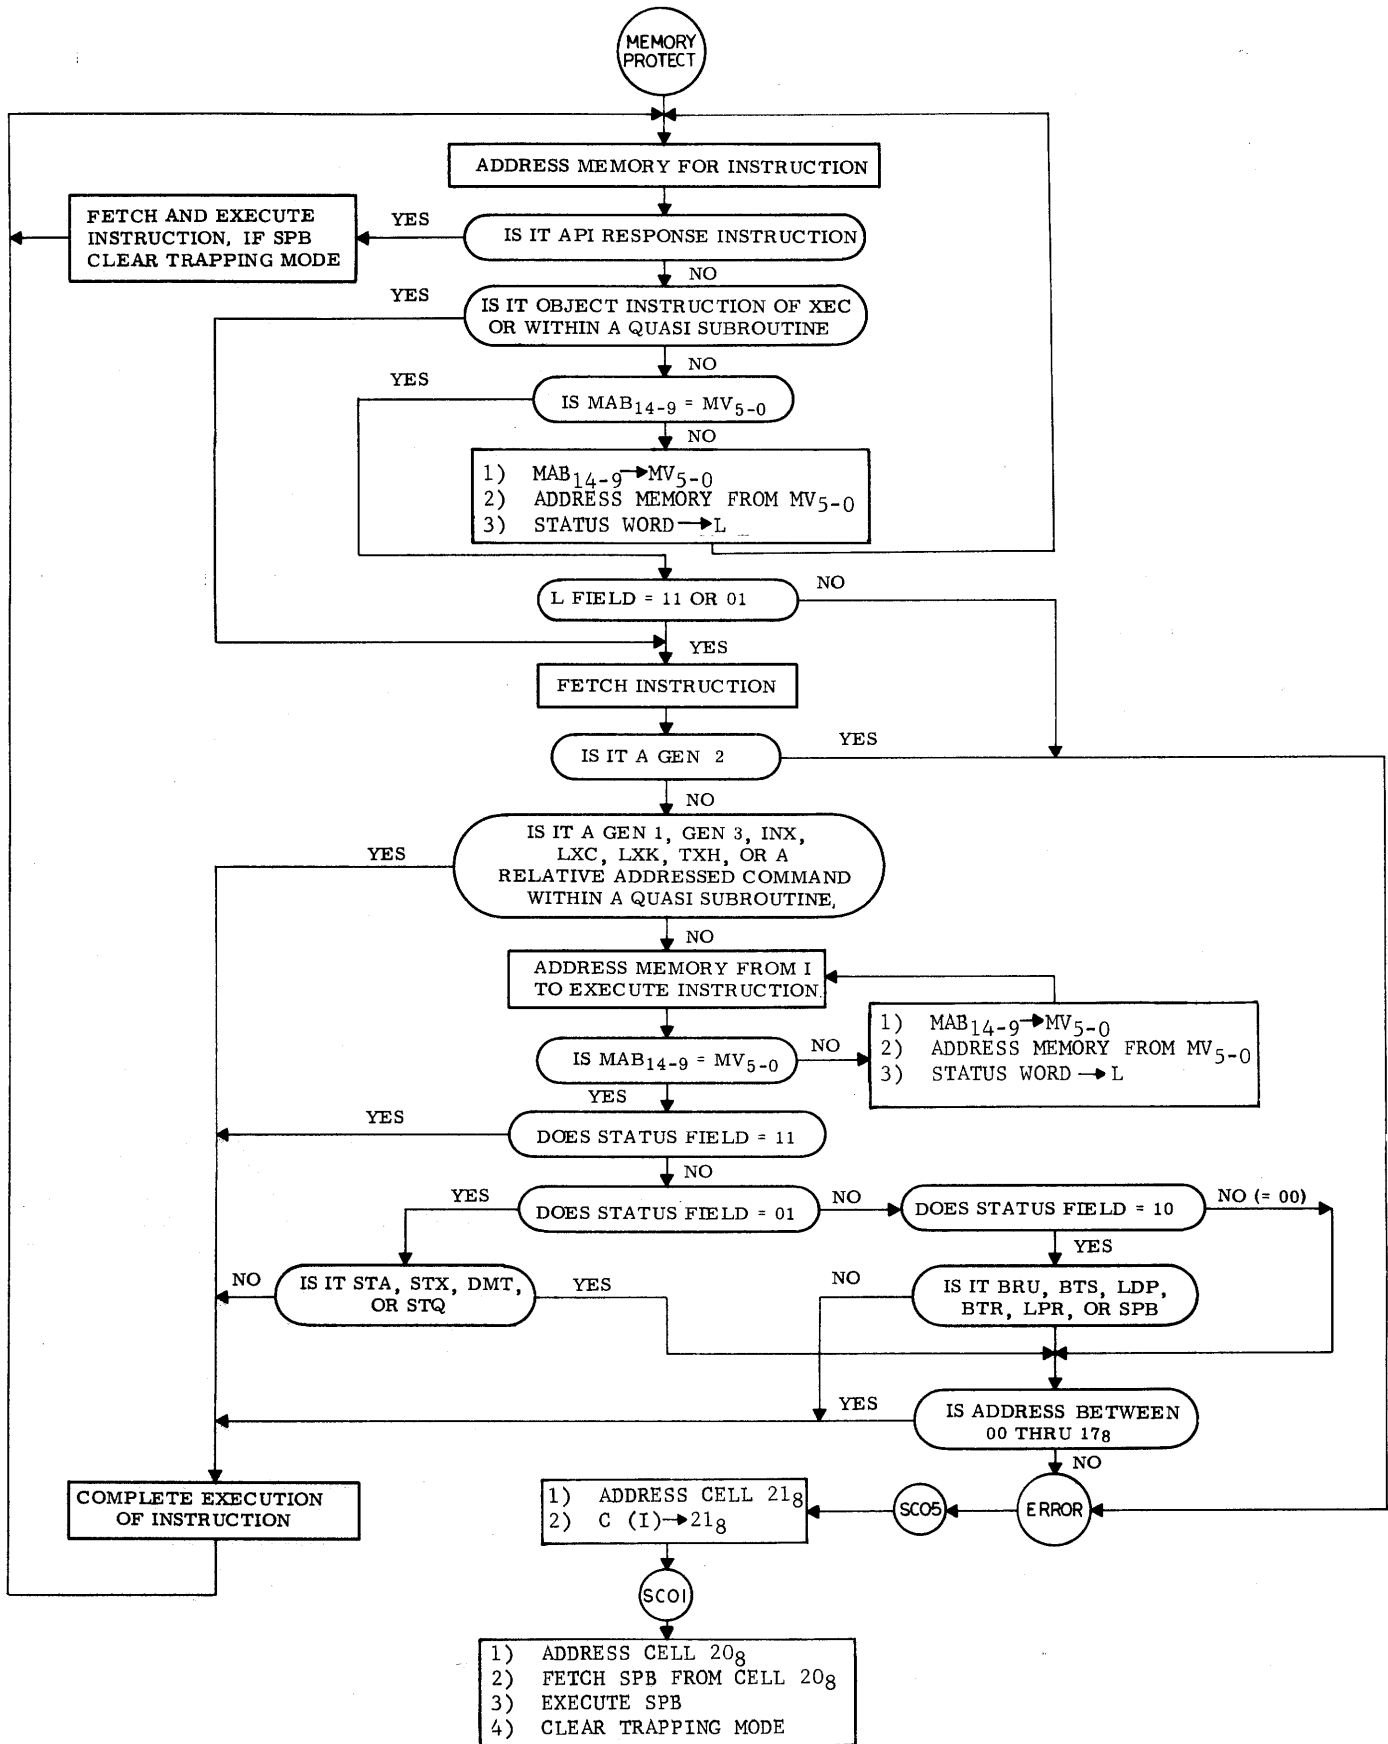 MEMORY
PROTECT
ADDRESS MEMORY FOR INSTRUCTION
FETCH AND EXECUTE
INSTRUCTION, IF SPB
CLEAR TRAPPING MODE
YES
IS IT API RESPONSE INSTRUCTION
NO
YES
IS IT OBJECT INSTRUCTION OF XEC
OR WITHIN A QUASI SUBROUTINE
NO
YES
IS MAB14-9 = MV5-0
NO
1) MAB14-9→MV5-0
2) ADDRESS MEMORY FROM MV5-0
3) STATUS WORD→L
L FIELD = 11 OR 01
NO
YES
FETCH INSTRUCTION
IS IT A GEN 2
YES
NO
IS IT A GEN 1, GEN 3, INX,
LXC, LXK, TXH, OR A
RELATIVE ADDRESSED COMMAND
WITHIN A QUASI SUBROUTINE,
YES
NO
ADDRESS MEMORY FROM I
TO EXECUTE INSTRUCTION.
1) MAB14-9→MV5-0
2) ADDRESS MEMORY FROM MV5-0
3) STATUS WORD→L
IS MAB14-9 = MV5-0
NO
YES
YES
DOES STATUS FIELD = 11
NO
YES
DOES STATUS FIELD = 01
NO
DOES STATUS FIELD = 10
NO (= 00)
YES
NO
IS IT STA, STX, DMT,
OR STQ
YES
NO
IS IT BRU, BTS, LDP,
BTR, LPR, OR SPB
YES
IS ADDRESS BETWEEN
00 THRU 178
NO
COMPLETE EXECUTION
OF INSTRUCTION
1) ADDRESS CELL 218
2) C (I)→218
SCO5
ERROR
SCO1
1) ADDRESS CELL 208
2) FETCH SPB FROM CELL 208
3) EXECUTE SPB
4) CLEAR TRAPPING MODE